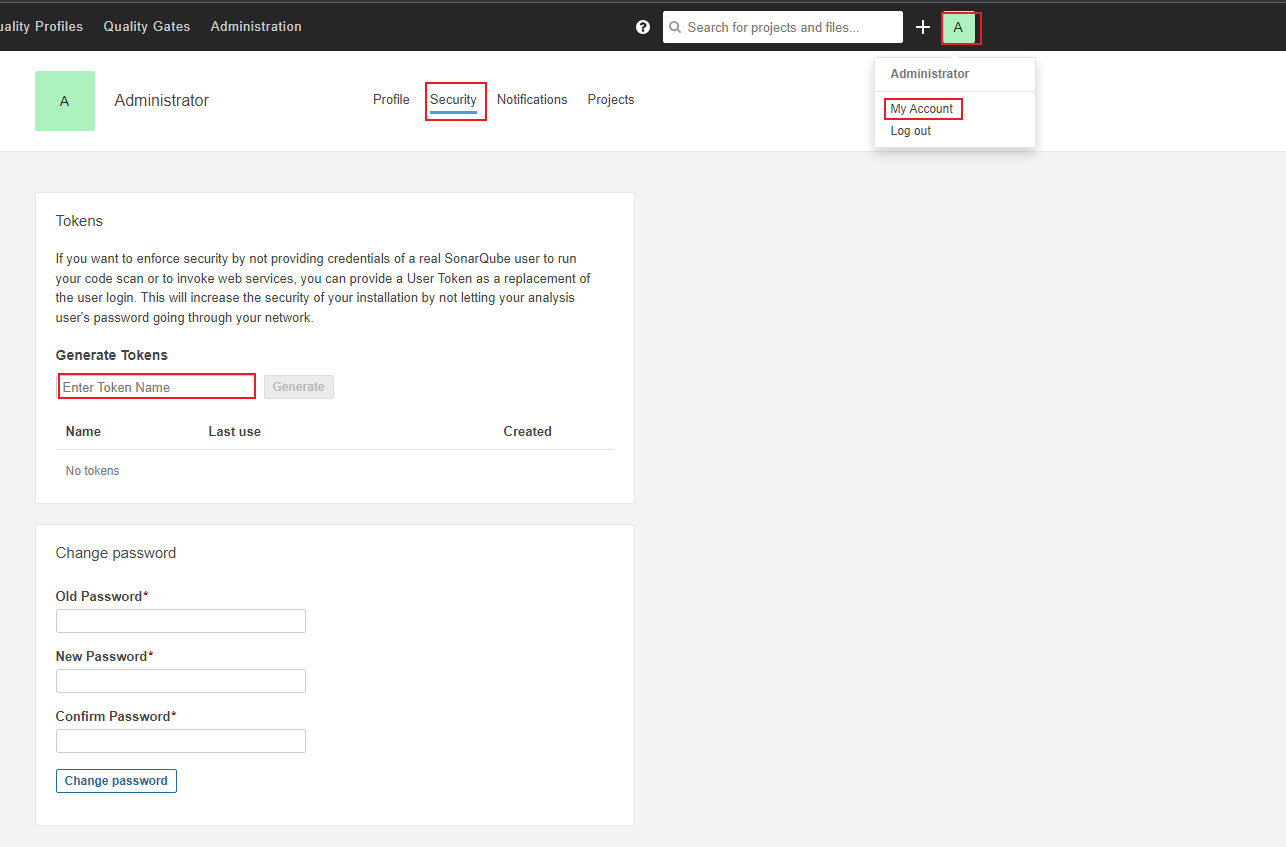 uality Profiles Quality Gates Administration ? Search for projects and files... A
Administrator
My Account
Log out
A Administrator Profile Security Notifications Projects
Tokens
If you want to enforce security by not providing credentials of a real SonarQube user to run
your code scan or to invoke web services, you can provide a User Token as a replacement of
the user login. This will increase the security of your installation by not letting your analysis
user's password going through your network.
Generate Tokens
Enter Token Name Generate
Name Last use Created
No tokens
Change password
Old Password*
New Password*
Confirm Password*
Change password